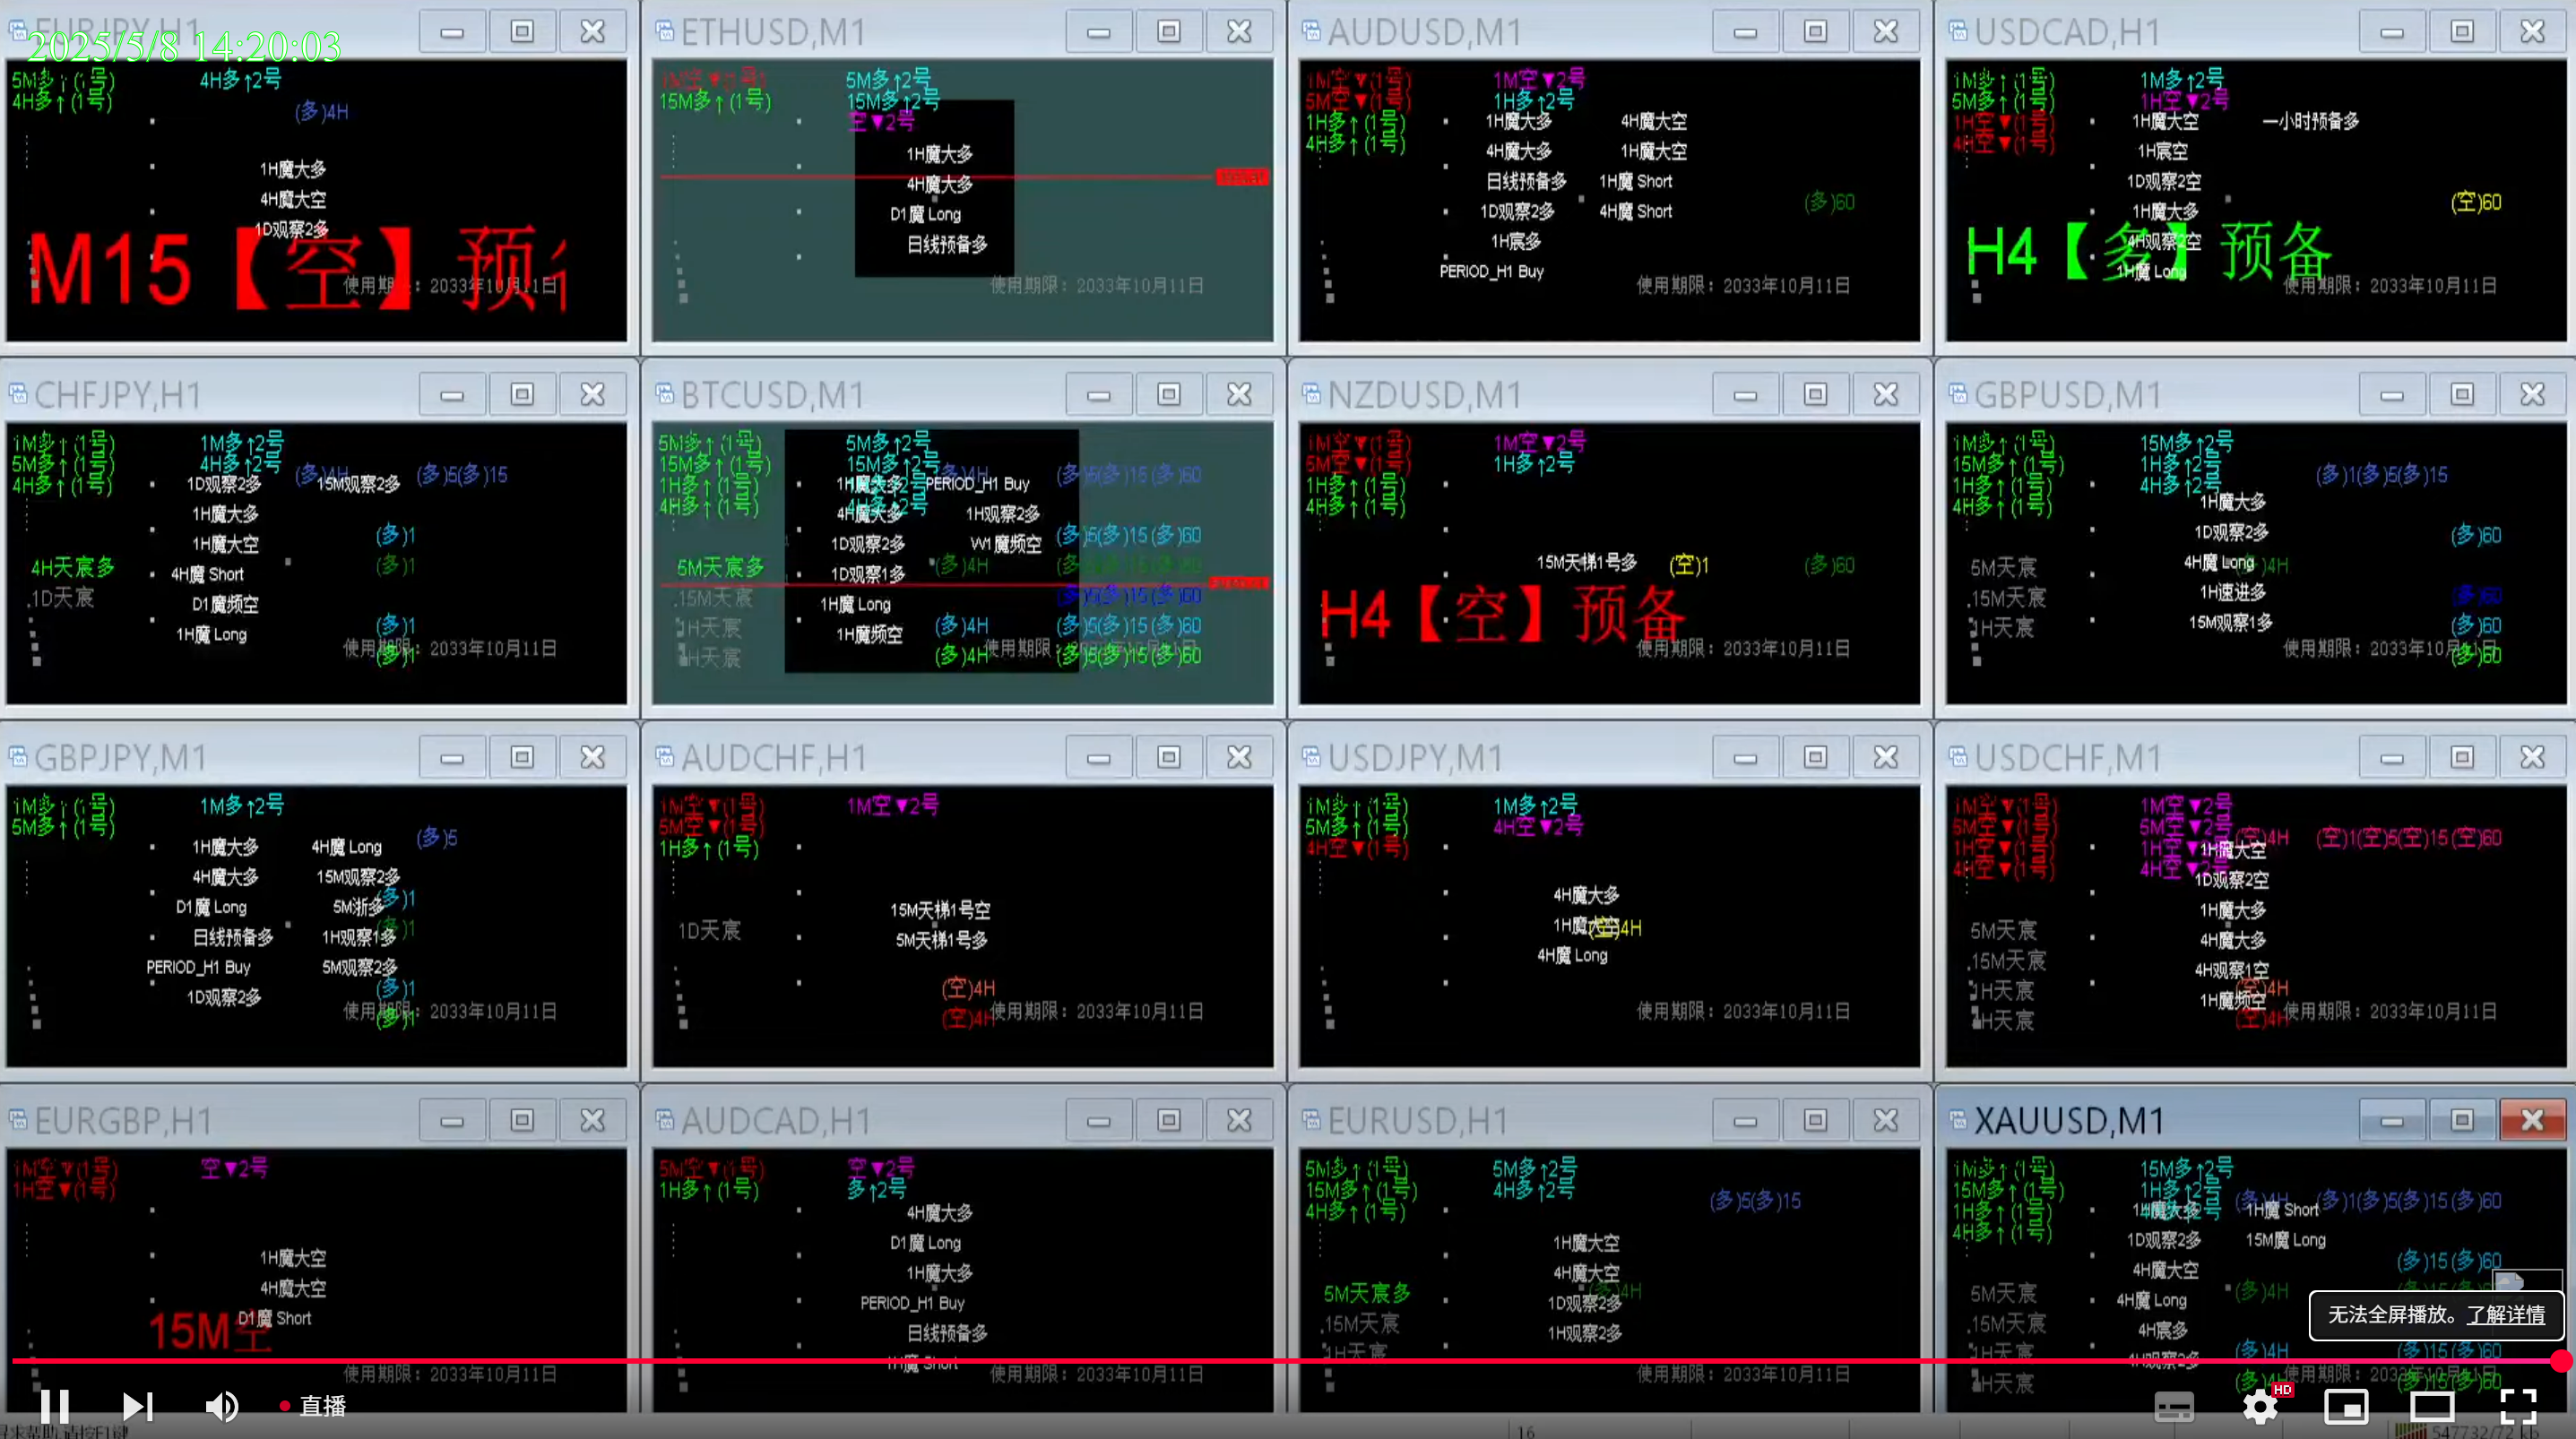 EURJPY,H1
2025/5/8 14:20:03
5M多↑(1号) 4H多↑2号
4H多↑(1号)
(多)4H
1H魔大多
4H魔大空
1D观察2多
M15【空】预
使用期限：2033年10月11日
ETHUSD,M1
1M空▼(1号) 5M多↑2号
15M多↑(1号) 15M多↑2号
空▼2号
1H魔大多
4H魔大多
D1魔 Long
日线预备多
使用期限：2033年10月11日
AUDUSD,M1
1M空▼(1号) 1M空▼2号
5M空▼(1号) 1H多↑2号
1H多↑(1号) 1H魔大多 4H魔大空
4H多↑(1号) 4H魔大多 1H魔大空
日线预备多 1H魔 Short
1D观察2多 4H魔 Short (多)60
1H宸多
PERIOD_H1 Buy
使用期限：2033年10月11日
USDCAD,H1
1M多↑(1号) 1M多↑2号
5M多↑(1号) 1H空▼2号
1H空▼(1号) 1H魔大空 一小时预备多
4H空▼(1号) 1H宸空
1D观察2空
1H魔大多 (空)60
4H观察2空
H4【多】预备
1H魔 Long
使用期限：2033年10月11日
CHFJPY,H1
1M多↑(1号) 1M多↑2号
5M多↑(1号) 4H多↑2号 (多)4H (多)5(多)15
4H多↑(1号) 1D观察2多 15M观察2多
1H魔大多
(多)1
1H魔大空
4H天宸多 4H魔 Short (多)1
.1D天宸 D1魔频空
1H魔 Long (多)1
(多)1
使用期限：2033年10月11日
BTCUSD,M1
5M多↑(1号) 5M多↑2号
15M多↑(1号) 15M多↑2号 (多)4H (多)5(多)15(多)60
1H多↑(1号) 1H魔大多 PERIOD_H1 Buy
4H多↑(1号) 4H魔大多 4H多↑2号 1H观察2多
1D观察2多 W1魔频空 (多)5(多)15(多)60
5M天宸多 1D观察1多 (多)4H
.15M天宸 (多)5(多)15(多)60
1H魔 Long
1H天宸 1H魔频空 (多)4H (多)5(多)15(多)60
H天宸 (多)4H (多)5(多)15(多)60
使用期限：
NZDUSD,M1
1M空▼(1号) 1M空▼2号
5M空▼(1号) 1H多↑2号
1H多↑(1号)
4H多↑(1号)
15M天梯1号多 (空)1 (多)60
H4【空】预备
使用期限：2033年10月11日
GBPUSD,M1
1M多↑(1号) 15M多↑2号
15M多↑(1号) 1H多↑2号 (多)1(多)5(多)15
1H多↑(1号) 4H多↑2号
4H多↑(1号) 1H魔大多
1D观察2多 (多)60
5M天宸 4H魔 Long 4H
.15M天宸 1H速进多 (多)60
1H天宸 15M观察1多 (多)60
(多)60
使用期限：2033年10月11日
GBPJPY,M1
1M多↑(1号) 1M多↑2号
5M多↑(1号) (多)5
1H魔大多 4H魔 Long
4H魔大多 15M观察2多
(多)1
D1魔 Long 5M浙多
日线预备多 1H观察1多
PERIOD_H1 Buy 5M观察2多
1D观察2多 (多)1
(多)1
使用期限：2033年10月11日
AUDCHF,H1
1M空▼(1号) 1M空▼2号
5M空▼(1号)
1H多↑(1号)
15M天梯1号空
1D天宸 5M天梯1号多
(空)4H
(空)4H
使用期限：2033年10月11日
USDJPY,M1
1M多↑(1号) 1M多↑2号
5M多↑(1号) 4H空▼2号
4H空▼(1号)
4H魔大多
1H魔大空 (空)4H
4H魔 Long
使用期限：2033年10月11日
USDCHF,M1
1M空▼(1号) 1M空▼2号
5M空▼(1号) 5M空▼2号 (空)4H (空)1(空)5(空)15(空)60
1H空▼(1号) 1H空▼2号 1H魔大空
4H空▼(1号) 4H空▼2号
1D观察2空
1H魔大多
5M天宸 4H魔大多
.15M天宸 4H观察1空
1H天宸 (空)4H
1H魔频空
H天宸 (空)4H
使用期限：2033年10月11日
EURGBP,H1
1M空▼(1号) 空▼2号
1H空▼(1号)
1H魔大空
4H魔大空
D1魔 Short
15M空
使用期限：2033年10月11日
AUDCAD,H1
5M空▼(1号) 空▼2号
1H多↑(1号) 多↑2号
4H魔大多
D1魔 Long
1H魔大多
PERIOD_H1 Buy
日线预备多
1H魔 Short
使用期限：2033年10月11日
EURUSD,H1
5M多↑(1号) 5M多↑2号
15M多↑(1号) 4H多↑2号 (多)5(多)15
4H多↑(1号)
1H魔大空
4H魔大空
5M天宸多 1D观察2多 4H
.15M天宸 1H观察2多
1H天宸
使用期限：2033年10月11日
XAUUSD,M1
1M多↑(1号) 15M多↑2号
15M多↑(1号) 1H多↑2号 (多)4H (多)1(多)5(多)15(多)60
1H多↑(1号) 1H魔 Short
4H多↑(1号) 1D观察2多 15M魔 Long
4H魔大空 (多)15(多)60
5M天宸 4H魔 Long (多)4H
.15M天宸 4H宸多
(多)4H (多)15(多)60
H天宸
使用期限：2033年10月11日
无法全屏播放。了解详情
直播
HD
16
547732/72 kb